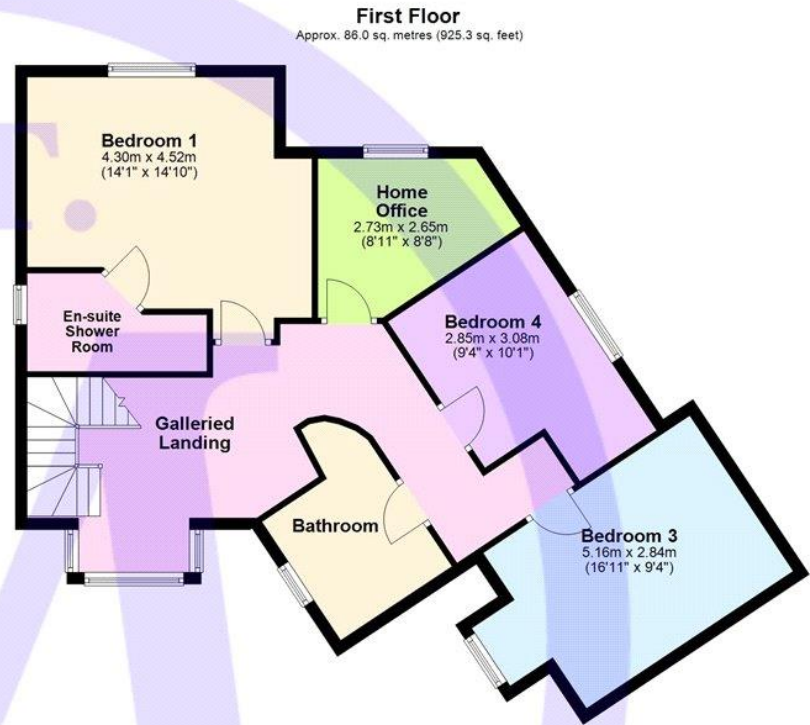 First Floor
Approx. 86.0 sq. metres (925.3 sq. feet)
Bedroom 1
4.30m x 4.52m
(14'1" x 14'10")
Home
Office
2.73m x 2.65m
(8'11" x 8'8")
En-suite
Shower
Room
Bedroom 4
2.85m x 3.08m
(9'4" x 10'1")
Galleried
Landing
Bathroom
Bedroom 3
5.16m x 2.84m
(16'11" x 9'4")